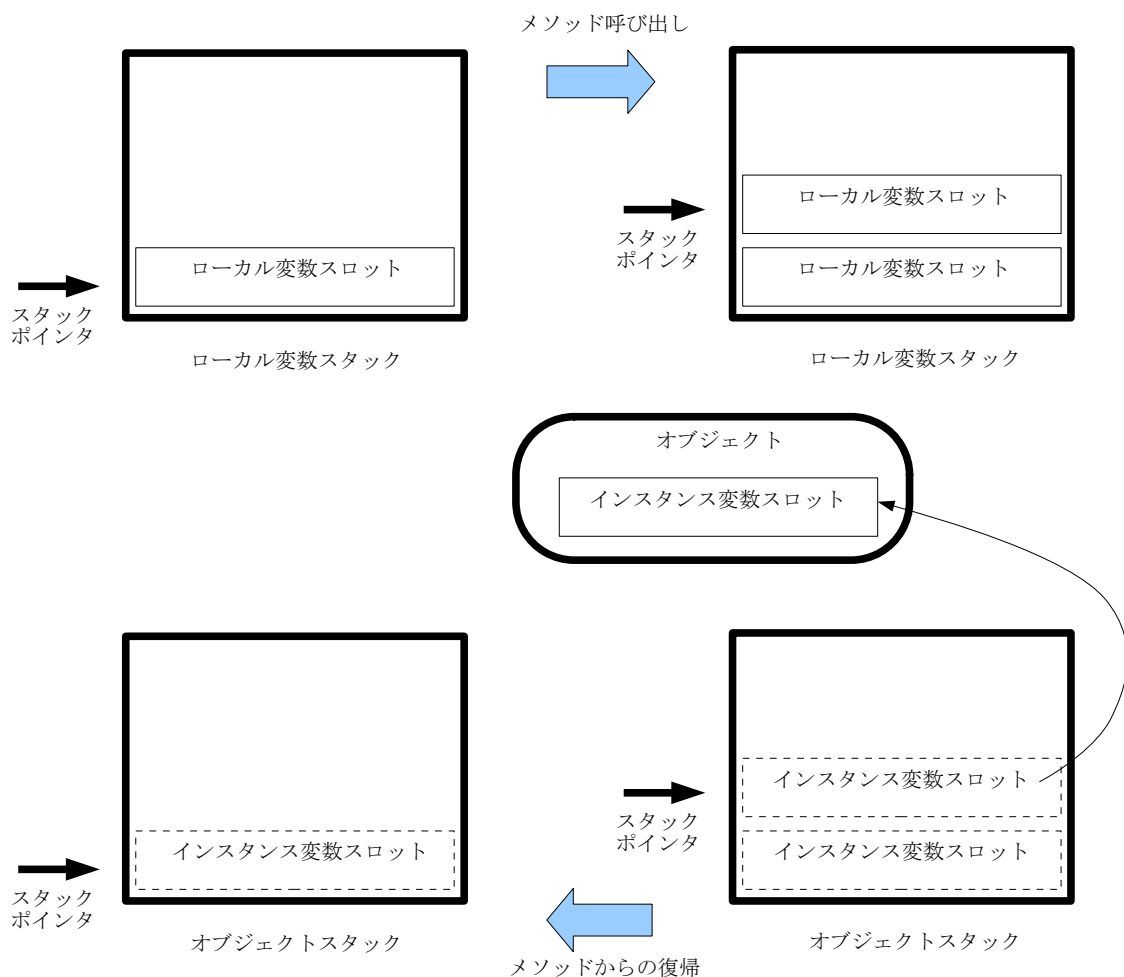 メソッド呼び出し
ローカル変数スロット
スタック
ポインタ
ローカル変数スタック
ローカル変数スロット
ローカル変数スロット
スタック
ポインタ
ローカル変数スタック
オブジェクト
インスタンス変数スロット
インスタンス変数スロット
スタック
ポインタ
オブジェクトスタック
インスタンス変数スロット
インスタンス変数スロット
スタック
ポインタ
オブジェクトスタック
メソッドからの復帰